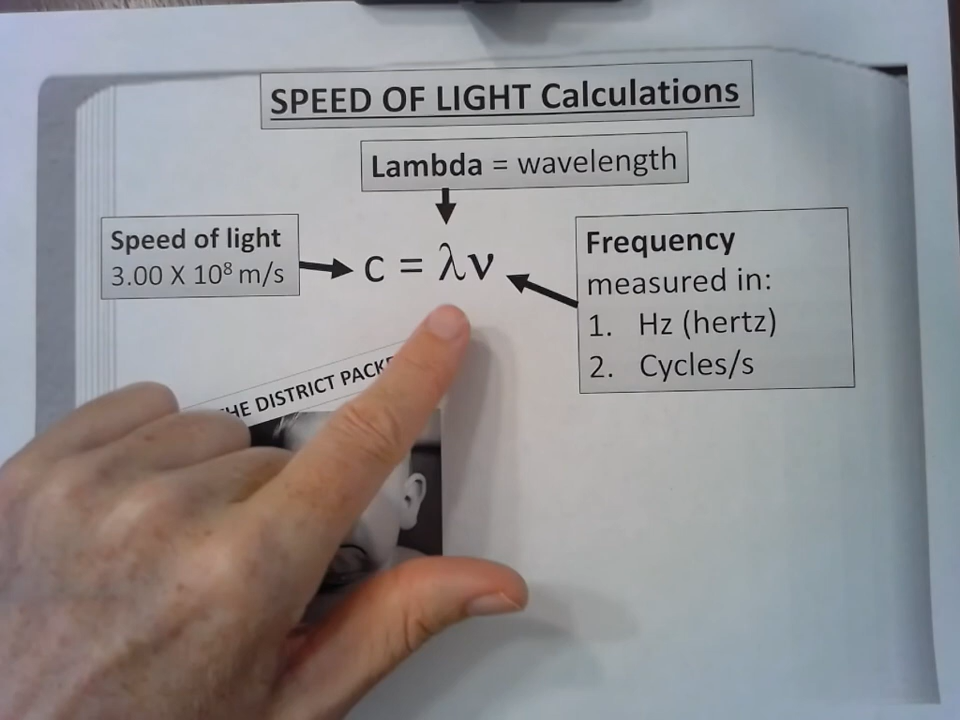 SPEED OF LIGHT Calculations
Lambda = wavelength
Speed of light
3.00 X 10⁸ m/s
c = λν
Frequency
measured in:
1. Hz (hertz)
2. Cycles/s
DISTRICT